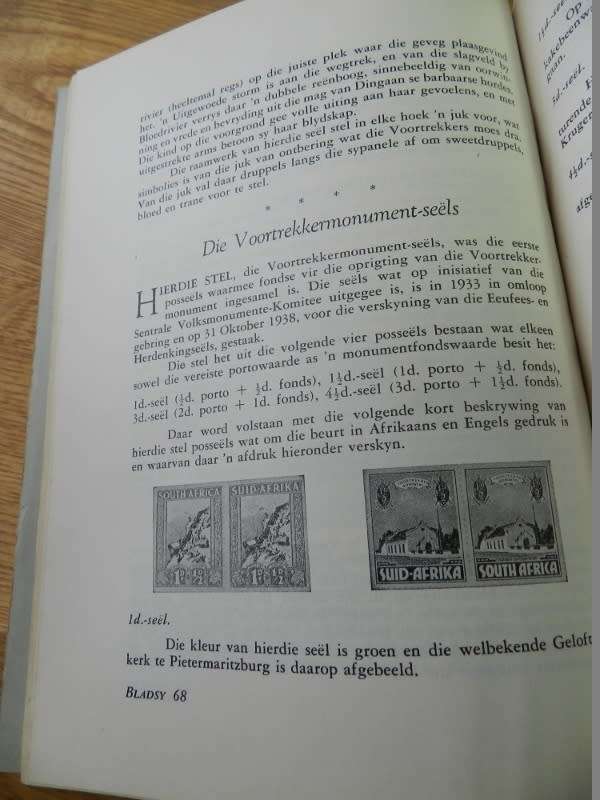 rivier (heeltemal regs) op die juiste plek waar die geveg plaasgevind
het. 'n Uitgewoede storm is aan die wegtrek, en van die slagveld by
Bloedrivier verrys daar 'n dubbele reënboog, sinnebeeldig van oorwin-
ning en vrede en bevryding uit die mag van Dingaan se barbaarse hordes.
Die kind op die voorgrond gee volle uiting aan haar gevoelens, en met
uitgestrekte arms betoon sy haar blydskap.
Die raamwerk van hierdie seël stel in elke hoek 'n juk voor, wat
simbolies is van die juk van ontbering wat die Voortrekkers moes dra.
Van die juk val daar druppels langs die sypanele af om sweetdruppels,
bloed en trane voor te stel.
* * * *
Die Voortrekkermonument-seëls
HIERDIE STEL, die Voortrekkermonument-seëls, was die eerste
posseels waarmee fondse vir die oprigting van die Voortrekker-
monument ingesamel is. Die seëls wat op inisiatief van die
Sentrale Volksmonumente-Komitee uitgegee is, is in 1933 in omloop
gebring en op 31 Oktober 1938, voor die verskyning van die Eeufees- en
Herdenkingseëls, gestaak.
Die stel het uit die volgende vier posseëls bestaan wat elkeen
sowel die vereiste portowaarde as 'n monumentfondswaarde besit het:
1d.-seël (½d. porto + ½d. fonds), 1½d.-seël (1d. porto + ½d. fonds),
3d.-seël (2d. porto + 1d. fonds), 4½d.-seël (3d. porto + 1½d. fonds).
Daar word volstaan met die volgende kort beskrywing van
hierdie stel posseëls wat om die beurt in Afrikaans en Engels gedruk is
en waarvan daar 'n afdruk hieronder verskyn.
SOUTH AFRICA SUID-AFRIKA
SUID-AFRIKA SOUTH AFRICA
1d.-seël.
Die kleur van hierdie seël is groen en die welbekende Geloft
kerk te Pietermaritzburg is daarop afgebeeld.
BLADSY 68
1d.-seël
Op
2d.-seël.
turende
Kruger
4½d.-s